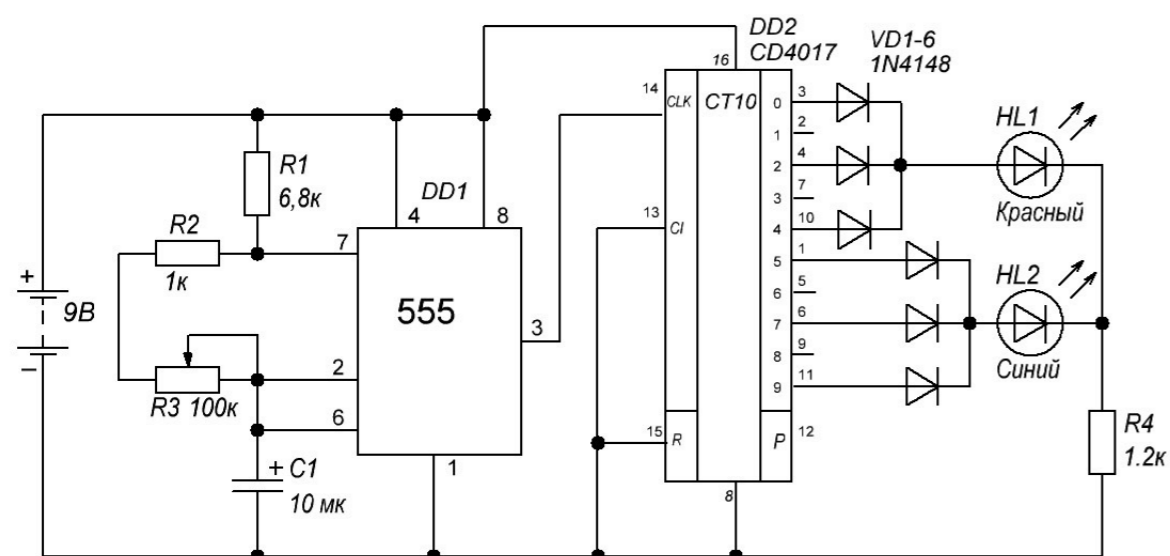 DD2
CD4017
VD1-6
1N4148
16
14
CLK
CT10
0
3
1
2
2
4
3
7
4
10
5
1
6
5
7
6
8
9
9
11
13
CI
15
R
P
12
8
HL1
Красный
HL2
Синий
R4
1.2к
R1
6,8к
DD1
4
8
R2
1к
7
+
9В
–
555
3
2
R3 100к
6
+ C1
10 мк
1